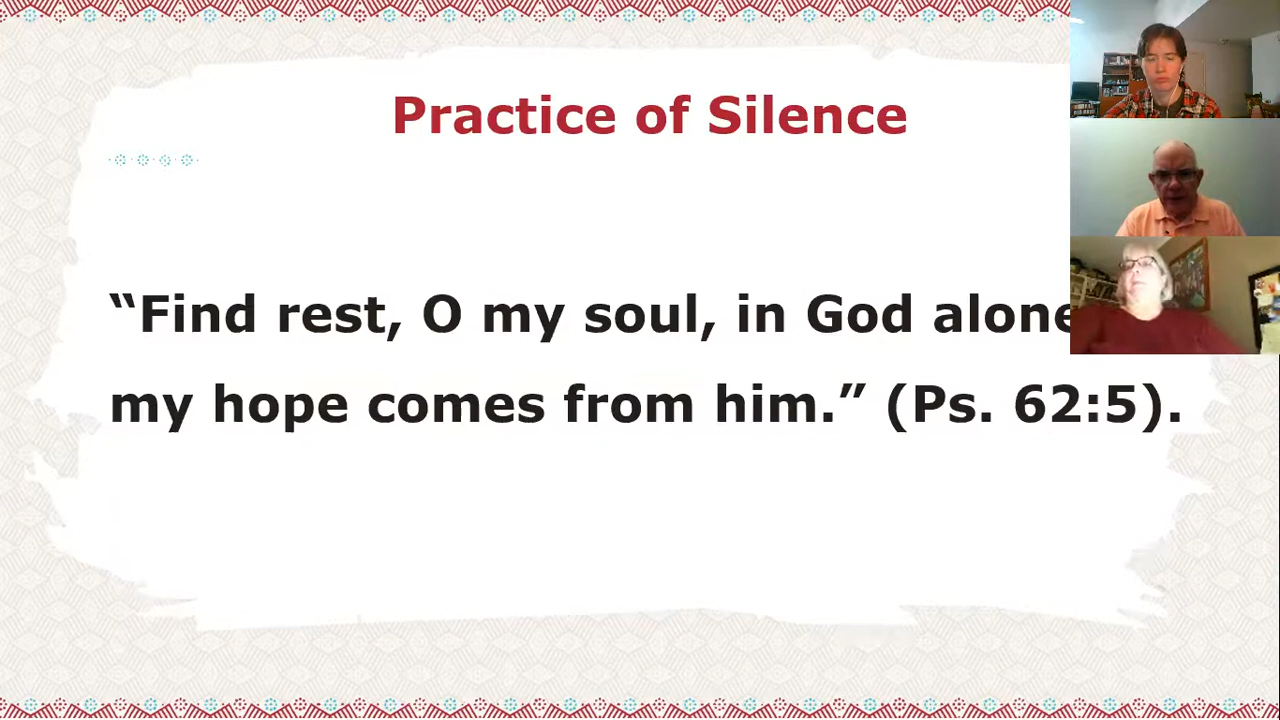 Practice of Silence
“Find rest, O my soul, in God alone
my hope comes from him.” (Ps. 62:5).